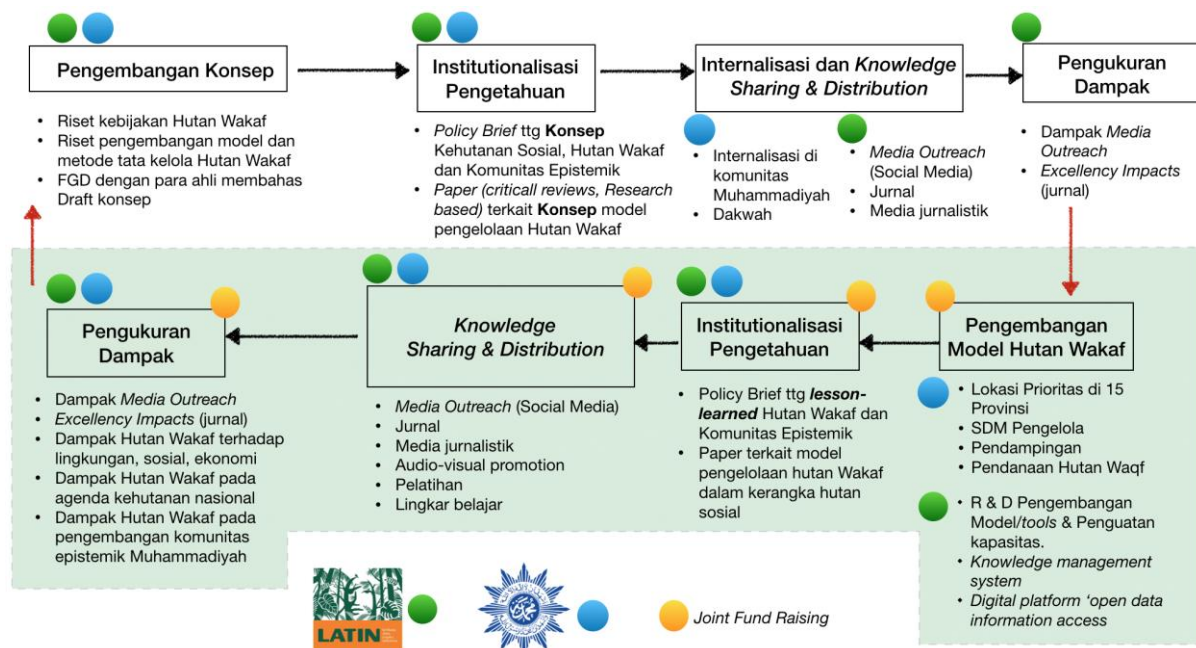 Pengembangan Konsep
• Riset kebijakan Hutan Wakaf
• Riset pengembangan model dan
metode tata kelola Hutan Wakaf
• FGD dengan para ahli membahas
Draft konsep
Institutionalisasi
Pengetahuan
• Policy Brief ttg Konsep
Kehutanan Sosial, Hutan Wakaf
dan Komunitas Epistemik
• Paper (criticall reviews, Research
based) terkait Konsep model
pengelolaan Hutan Wakaf
Internalisasi dan Knowledge
Sharing & Distribution
• Internalisasi di
komunitas
Muhammadiyah
• Dakwah
• Media Outreach
(Social Media)
• Jurnal
• Media jurnalistik
Pengukuran
Dampak
• Dampak Media
Outreach
• Excellency Impacts
(jurnal)
Pengukuran
Dampak
• Dampak Media Outreach
• Excellency Impacts (jurnal)
• Dampak Hutan Wakaf terhadap
lingkungan, sosial, ekonomi
• Dampak Hutan Wakaf pada
agenda kehutanan nasional
• Dampak Hutan Wakaf pada
pengembangan komunitas
epistemik Muhammadiyah
Knowledge
Sharing & Distribution
• Media Outreach (Social Media)
• Jurnal
• Media jurnalistik
• Audio-visual promotion
• Pelatihan
• Lingkar belajar
Institutionalisasi
Pengetahuan
• Policy Brief ttg lesson-
learned Hutan Wakaf dan
Komunitas Epistemik
• Paper terkait model
pengelolaan hutan Wakaf
dalam kerangka hutan
sosial
Pengembangan
Model Hutan Wakaf
• Lokasi Prioritas di 15
Provinsi
• SDM Pengelola
• Pendampingan
• Pendanaan Hutan Waqf
• R & D Pengembangan
Model/tools & Penguatan
kapasitas.
• Knowledge management
system
• Digital platform ‘open data
information access
LATIN
Joint Fund Raising